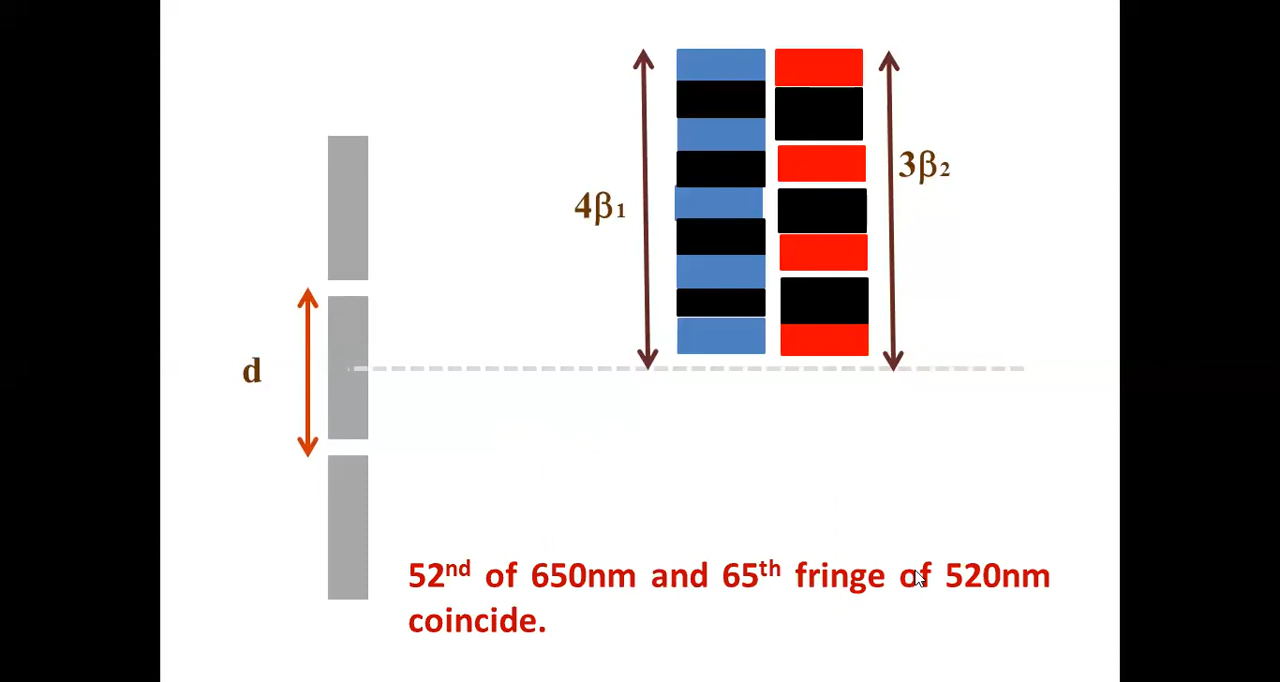 4β₁
3β₂
d
52ⁿᵈ of 650nm and 65ᵗʰ fringe of 520nm
coincide.